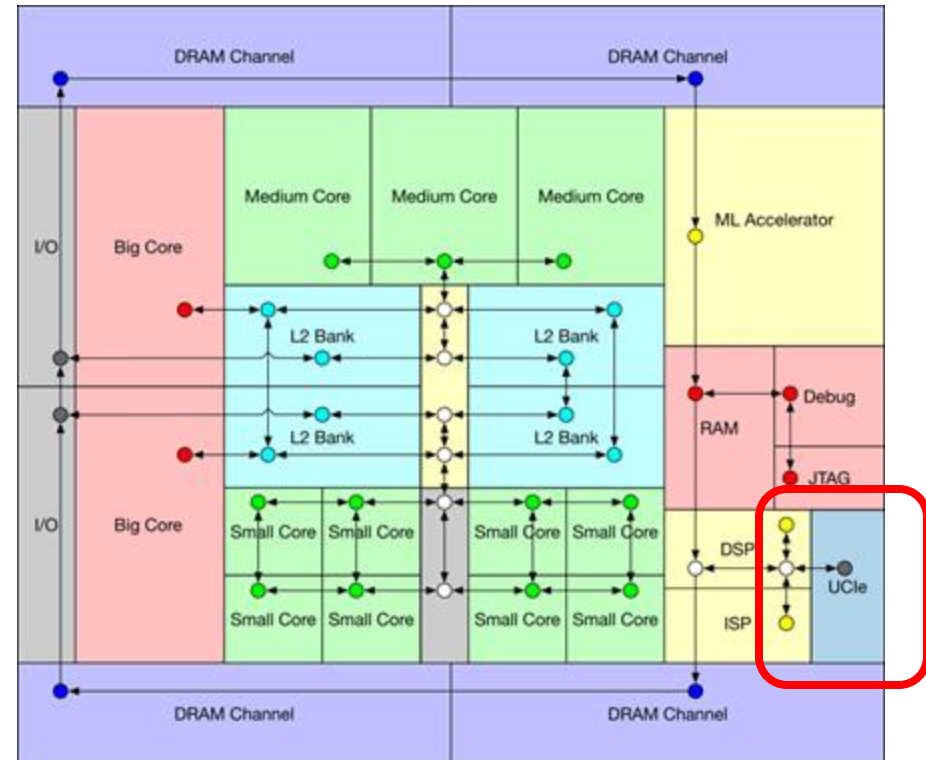 DRAM Channel
DRAM Channel
Medium Core
Medium Core
Medium Core
ML Accelerator
I/O
Big Core
L2 Bank
L2 Bank
Debug
RAM
L2 Bank
L2 Bank
JTAG
I/O
Big Core
Small Core
Small Core
Small Core
Small Core
DSP
UCIe
Small Core
Small Core
Small Core
Small Core
ISP
DRAM Channel
DRAM Channel